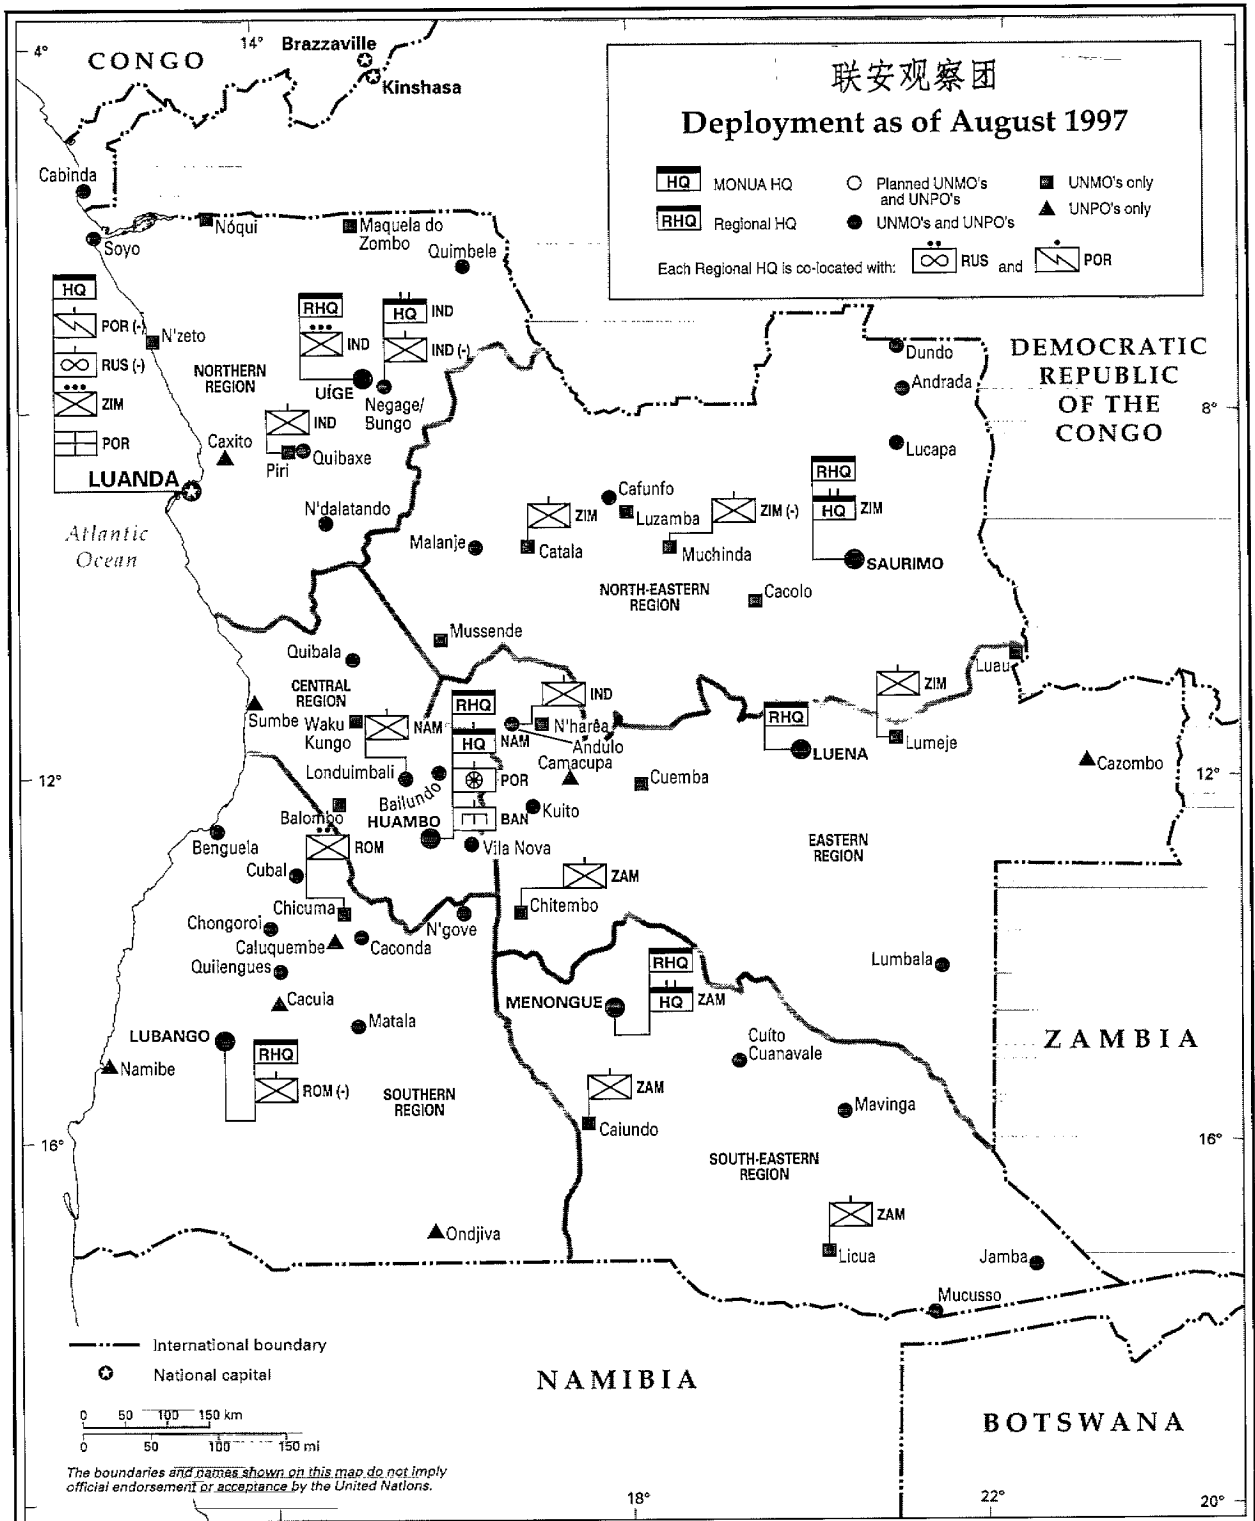 4°
14°
CONGO
Brazzaville
Kinshasa
联安观察团
Deployment as of August 1997
HQ MONUA HQ
Planned UNMO's
and UNPO's
UNMO's only
RHQ Regional HQ
UNMO's and UNPO's
UNPO's only
Each Regional HQ is co-located with: RUS and POR
Cabinda
Soyo
Nóqui
Maquela do
Zombo
Quimbele
HQ
POR (-)
RUS (-)
ZIM
POR
N'zeto
NORTHERN
REGION
RHQ
IND
HQ IND
IND (-)
UÍGE
Negage/
Bungo
IND
Caxito
Piri
Quibaxe
LUANDA
N'dalatando
Atlantic
Ocean
Dundo
Andrada
Lucapa
DEMOCRATIC
REPUBLIC
OF THE
CONGO
8°
RHQ
HQ ZIM
SAURIMO
Cafunfo
Luzamba
ZIM
ZIM (-)
Malanje
Catala
Muchinda
NORTH-EASTERN
REGION
Cacolo
Mussende
Quibala
CENTRAL
REGION
Sumbe
Waku
Kungo
NAM
RHQ
HQ NAM
POR
BAN
IND
N'harêa
Andulo
Camacupa
Londuimbali
Bailundo
HUAMBO
Kuito
Vila Nova
Cuemba
Luau
ZIM
RHQ
LUENA
Lumeje
Cazombo
12°
12°
Balombo
Benguela
ROM
Cubal
Chicuma
ZAM
Chitembo
EASTERN
REGION
Chongoroi
N'gove
Caluquembe
Caconda
Quilengues
Cacula
Matala
Lumbala
RHQ
HQ ZAM
MENONGUE
LUBANGO
RHQ
ROM (-)
Namibe
SOUTHERN
REGION
Cuíto
Cuanavale
ZAM
Caiundo
Mavinga
ZAMBIA
16°
16°
SOUTH-EASTERN
REGION
ZAM
Licua
Ondjiva
Jamba
Mucusso
International boundary
National capital
NAMIBIA
BOTSWANA
0 50 100 150 km
0 50 100 150 mi
The boundaries and names shown on this map do not imply
official endorsement or acceptance by the United Nations.
18°
22°
20°